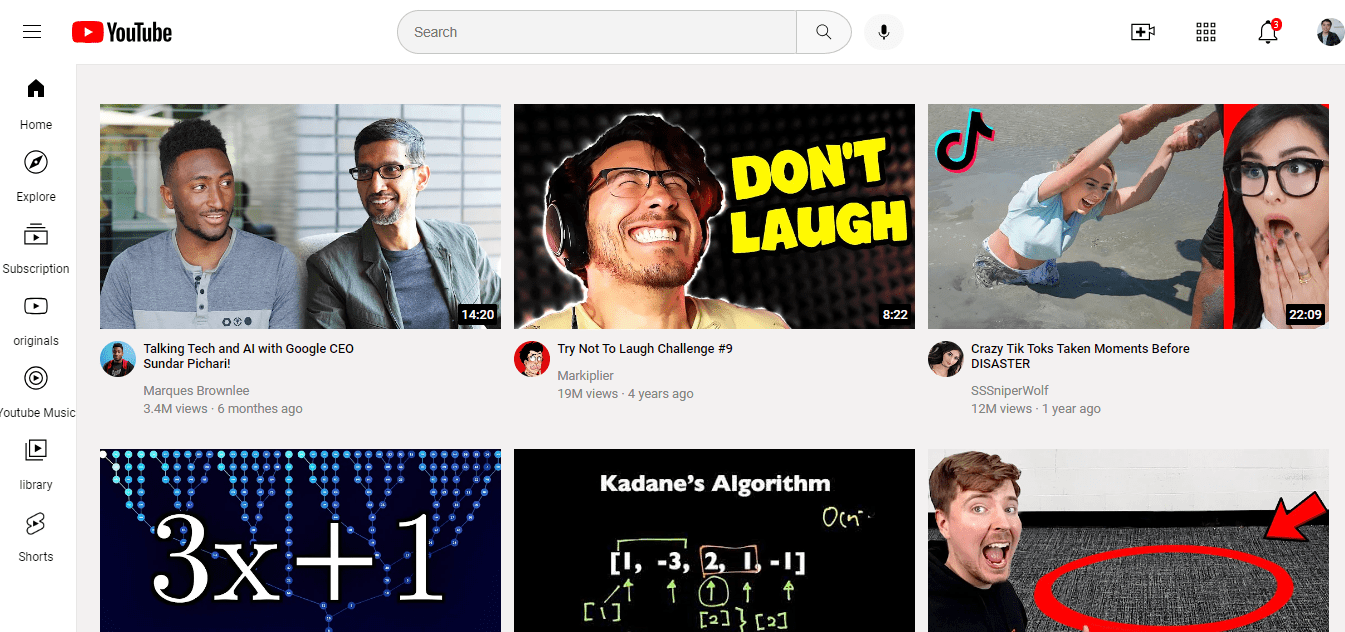 YouTube
Search
3
Home
Explore
Subscription
originals
Youtube Music
library
Shorts
DON'T
LAUGH
14:20
8:22
22:09
Talking Tech and AI with Google CEO
Sundar Pichari!
Marques Brownlee
3.4M views · 6 monthes ago
Try Not To Laugh Challenge #9
Markiplier
19M views · 4 years ago
Crazy Tik Toks Taken Moments Before
DISASTER
SSSniperWolf
12M views · 1 year ago
3x+1
Kadane's Algorithm
[1, -3, 2, 1, -1]
[1]
[2] } [2]